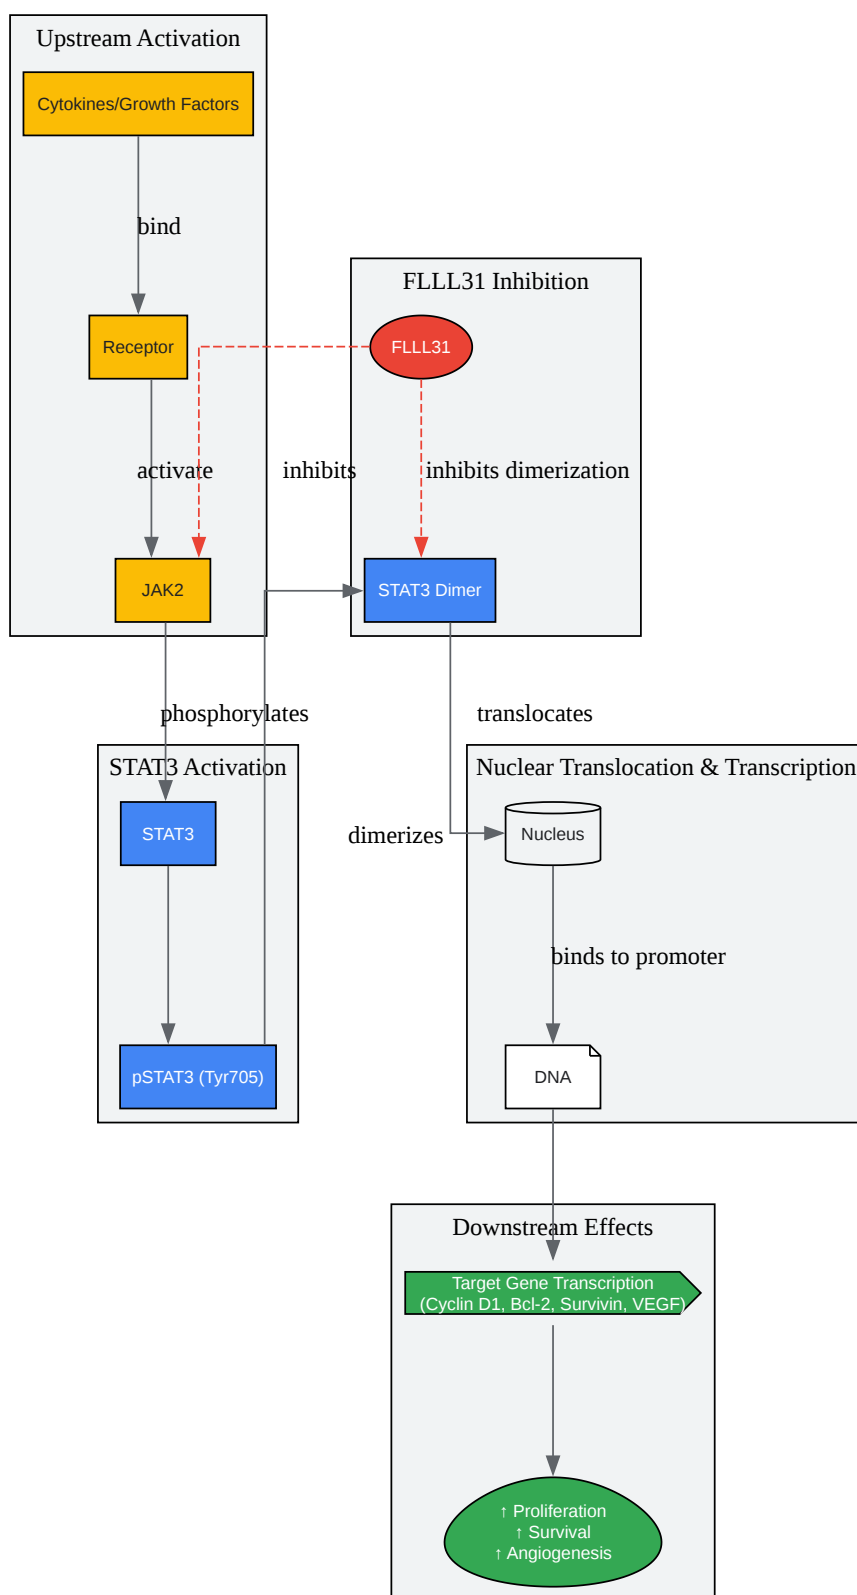 Upstream Activation
Cytokines/Growth Factors
bind
FLLL31 Inhibition
Receptor
FLLL31
activate
inhibits
inhibits dimerization
JAK2
STAT3 Dimer
phosphorylates
translocates
STAT3 Activation
Nuclear Translocation & Transcription
STAT3
dimerizes
Nucleus
binds to promoter
pSTAT3 (Tyr705)
DNA
Downstream Effects
Target Gene Transcription
(Cyclin D1, Bcl-2, Survivin, VEGF)
↑ Proliferation
↑ Survival
↑ Angiogenesis